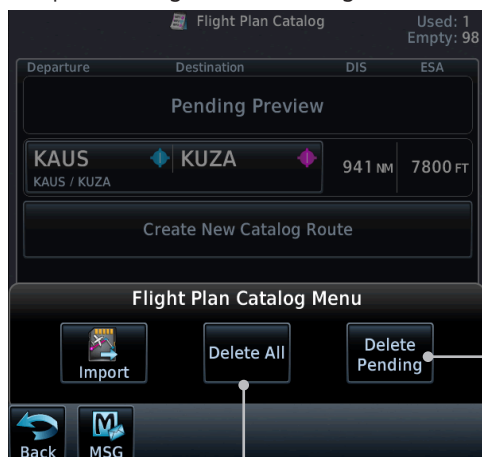 Flight Plan Catalog
Used: 1
Empty: 98
Departure Destination DIS ESA
Pending Preview
KAUS KUZA 941 NM 7800 FT
KAUS / KUZA
Create New Catalog Route
Flight Plan Catalog Menu
Import
Delete All
Delete
Pending
Back MSG